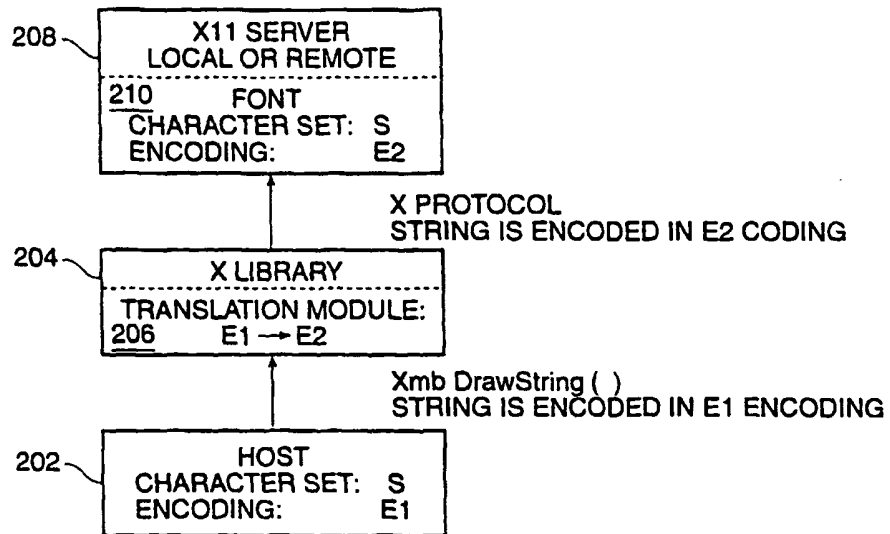 208
X11 SERVER
LOCAL OR REMOTE
210 FONT
CHARACTER SET: S
ENCODING: E2
X PROTOCOL
STRING IS ENCODED IN E2 CODING
204
X LIBRARY
TRANSLATION MODULE:
206 E1 → E2
Xmb DrawString ( )
STRING IS ENCODED IN E1 ENCODING
202
HOST
CHARACTER SET: S
ENCODING: E1